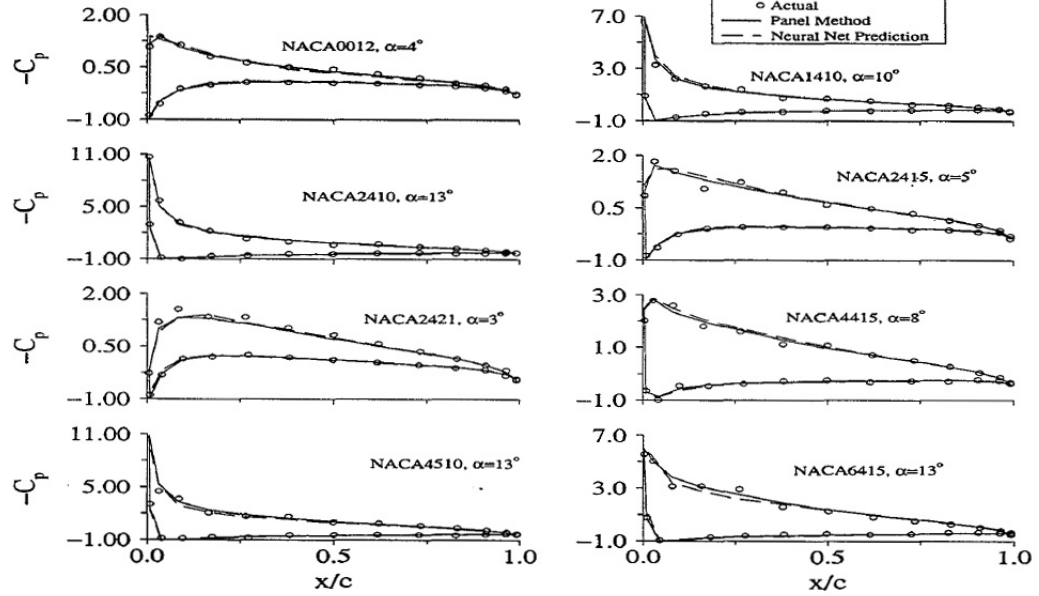 Actual
Panel Method
Neural Net Prediction
2.00
0.50
-1.00
-Cp
NACA0012, α=4°
7.0
3.0
-1.0
NACA1410, α=10°
11.00
5.00
-1.00
-Cp
NACA2410, α=13°
2.0
0.5
-1.0
NACA2415, α=5°
2.00
0.50
-1.00
-Cp
NACA2421, α=3°
3.0
1.0
-1.0
NACA4415, α=8°
11.00
5.00
-1.00
-Cp
NACA4510, α=13°
0.0 0.5 1.0
x/c
7.0
3.0
-1.0
NACA6415, α=13°
0.0 0.5 1.0
x/c